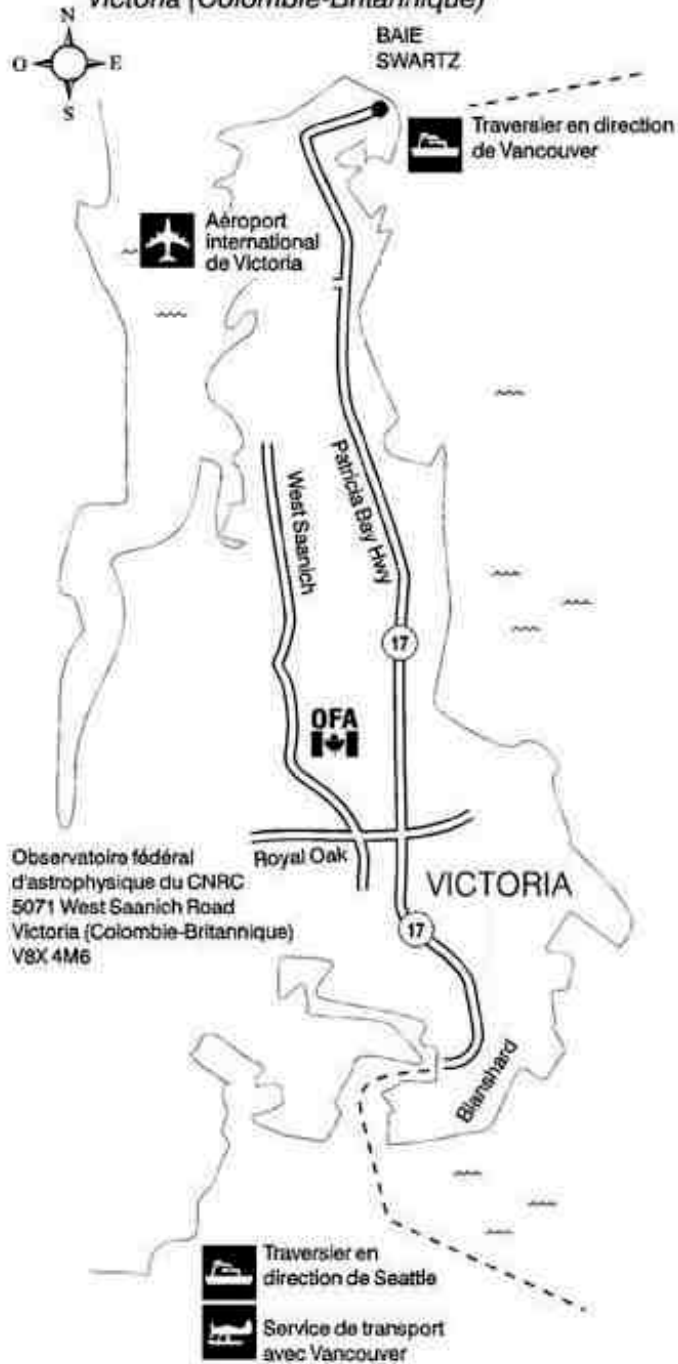 Victoria (Colombie-Britannique)
N
O
E
S
BAIE
SWARTZ
Traversier en direction
de Vancouver
Aéroport
international
de Victoria
West Saanich
Patricia Bay Hwy
17
OFA
Royal Oak
Observatoire fédéral
d'astrophysique du CNRC
5071 West Saanich Road
Victoria (Colombie-Britannique)
V8X 4M6
VICTORIA
17
Blanshard
Traversier en
direction de Seattle
Service de transport
avec Vancouver